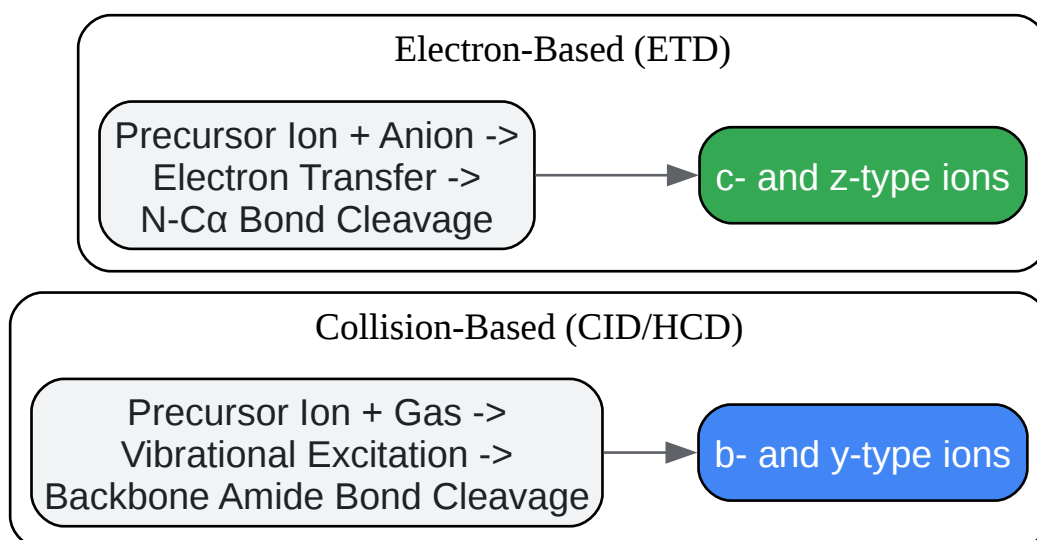 Electron-Based (ETD)
Precursor Ion + Anion ->
Electron Transfer ->
N-Cα Bond Cleavage
c- and z-type ions
Collision-Based (CID/HCD)
Precursor Ion + Gas ->
Vibrational Excitation ->
Backbone Amide Bond Cleavage
b- and y-type ions